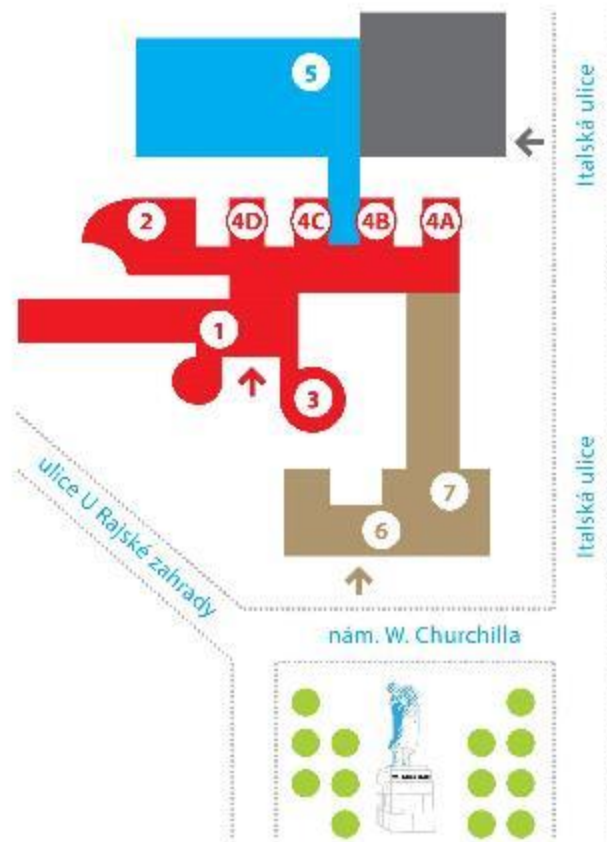 5
Italská ulice
2
4D
4C
4B
4A
1
3
Italská ulice
7
ulice U Rajské zahrady
6
nám. W. Churchilla